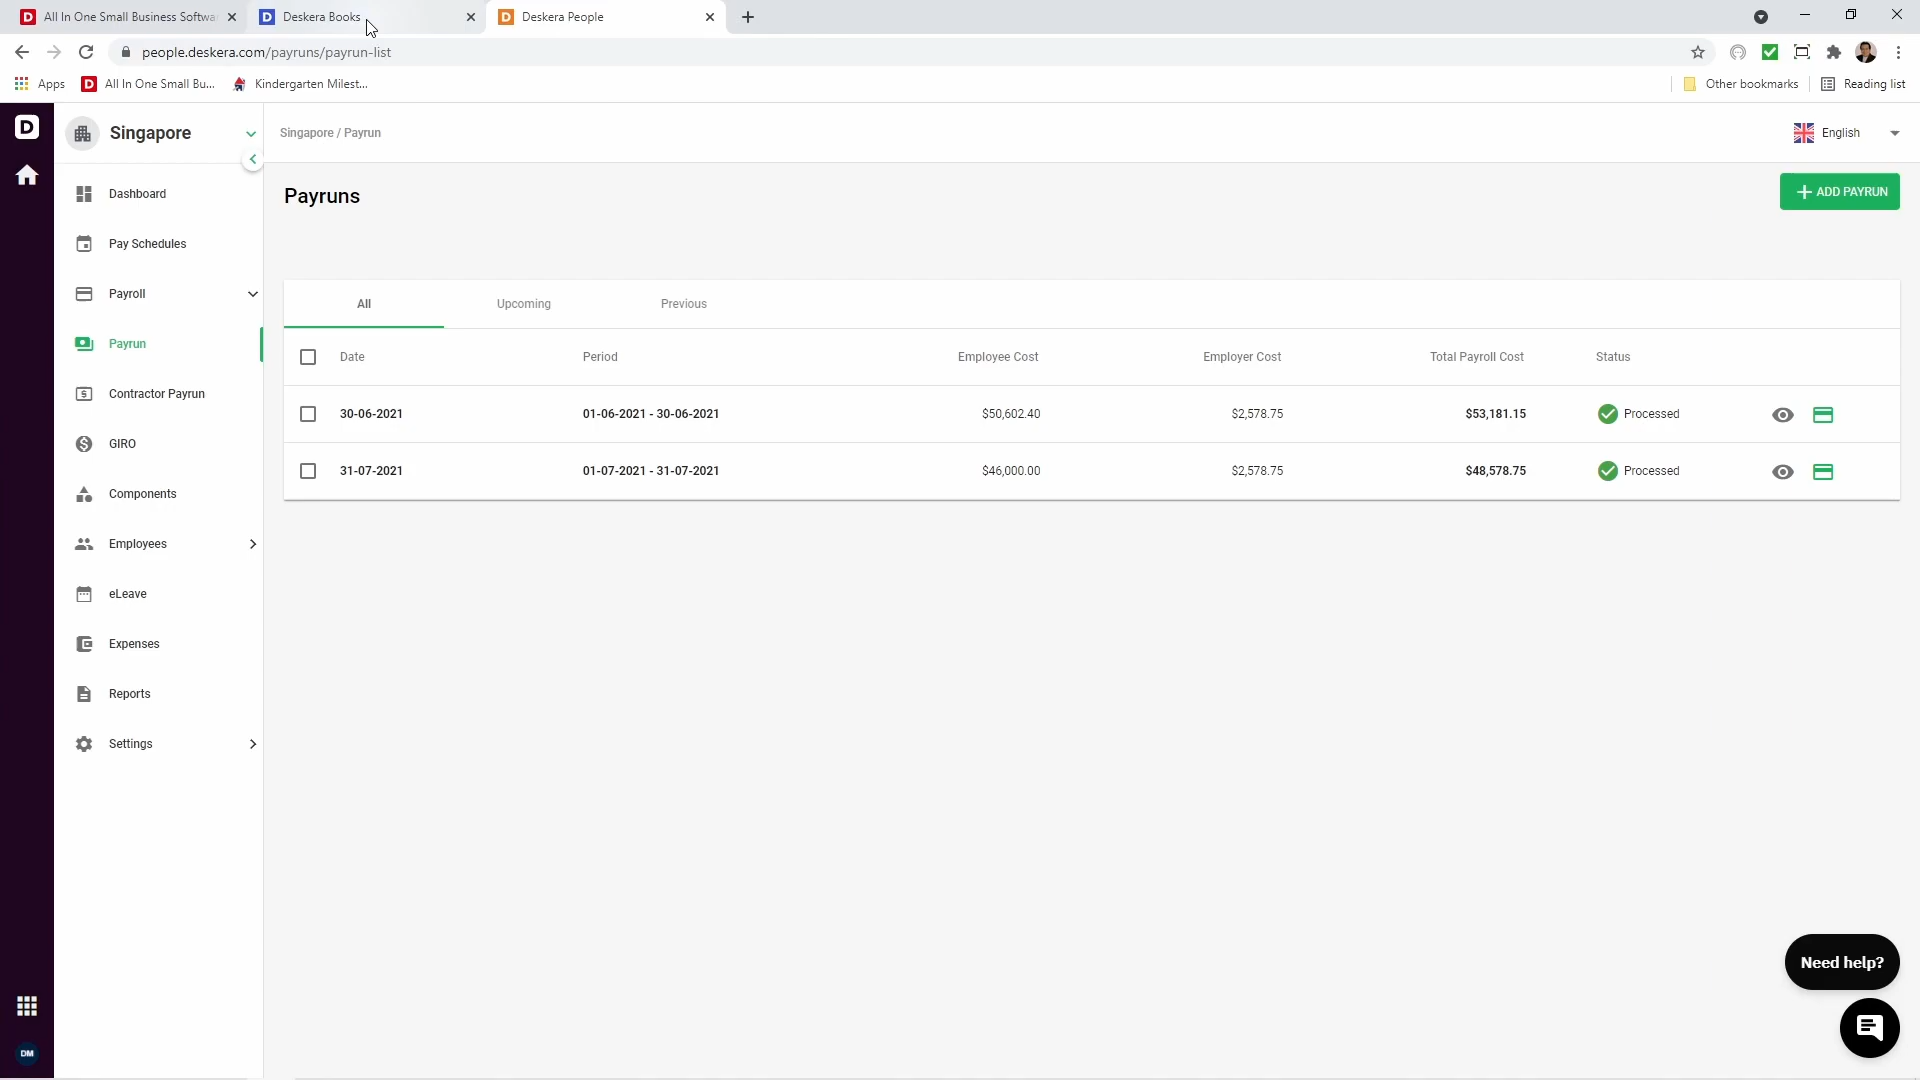 All In One Small Business Softwa
Deskera Books
Deskera People
people.deskera.com/payruns/payrun-list
Apps
All In One Small Bu...
Kindergarten Milest...
Other bookmarks
Reading list
Singapore
Singapore / Payrun
English
Dashboard
Pay Schedules
Payroll
Payrun
Contractor Payrun
GIRO
Components
Employees
eLeave
Expenses
Reports
Settings
DM
Payruns
ADD PAYRUN
All Upcoming Previous
Date Period Employee Cost Employer Cost Total Payroll Cost Status
30-06-2021 01-06-2021 - 30-06-2021 $50,602.40 $2,578.75 $53,181.15 Processed
31-07-2021 01-07-2021 - 31-07-2021 $46,000.00 $2,578.75 $48,578.75 Processed
Need help?